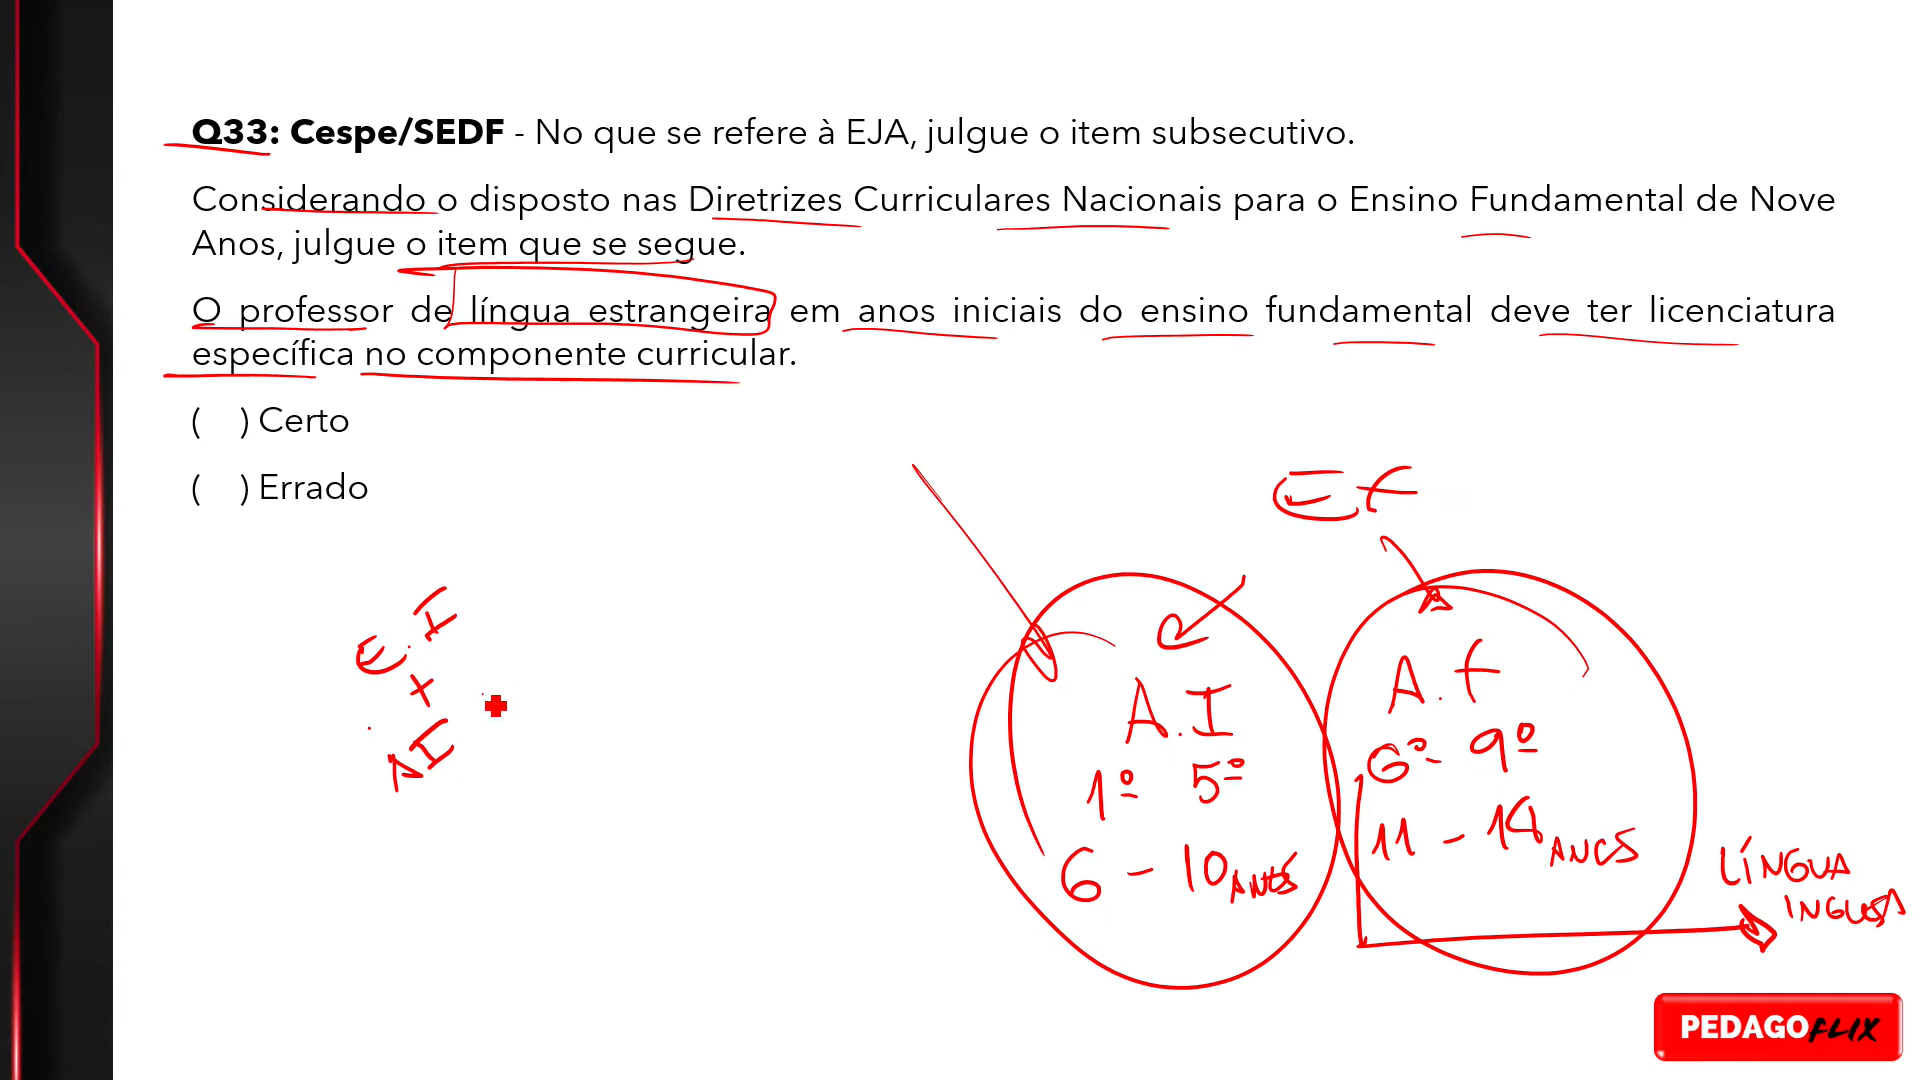 Q33: Cespe/SEDF - No que se refere à EJA, julgue o item subsecutivo.
Considerando o disposto nas Diretrizes Curriculares Nacionais para o Ensino Fundamental de Nove
Anos, julgue o item que se segue.
O professor de língua estrangeira em anos iniciais do ensino fundamental deve ter licenciatura
específica no componente curricular.
( ) Certo
( ) Errado
E.F
E.I
+
AI
A.I
1º 5º
6 - 10 ANOS
A.F
6º - 9º
11 - 14 ANOS
LÍNGUA
INGLESA
PEDAGOFLIX